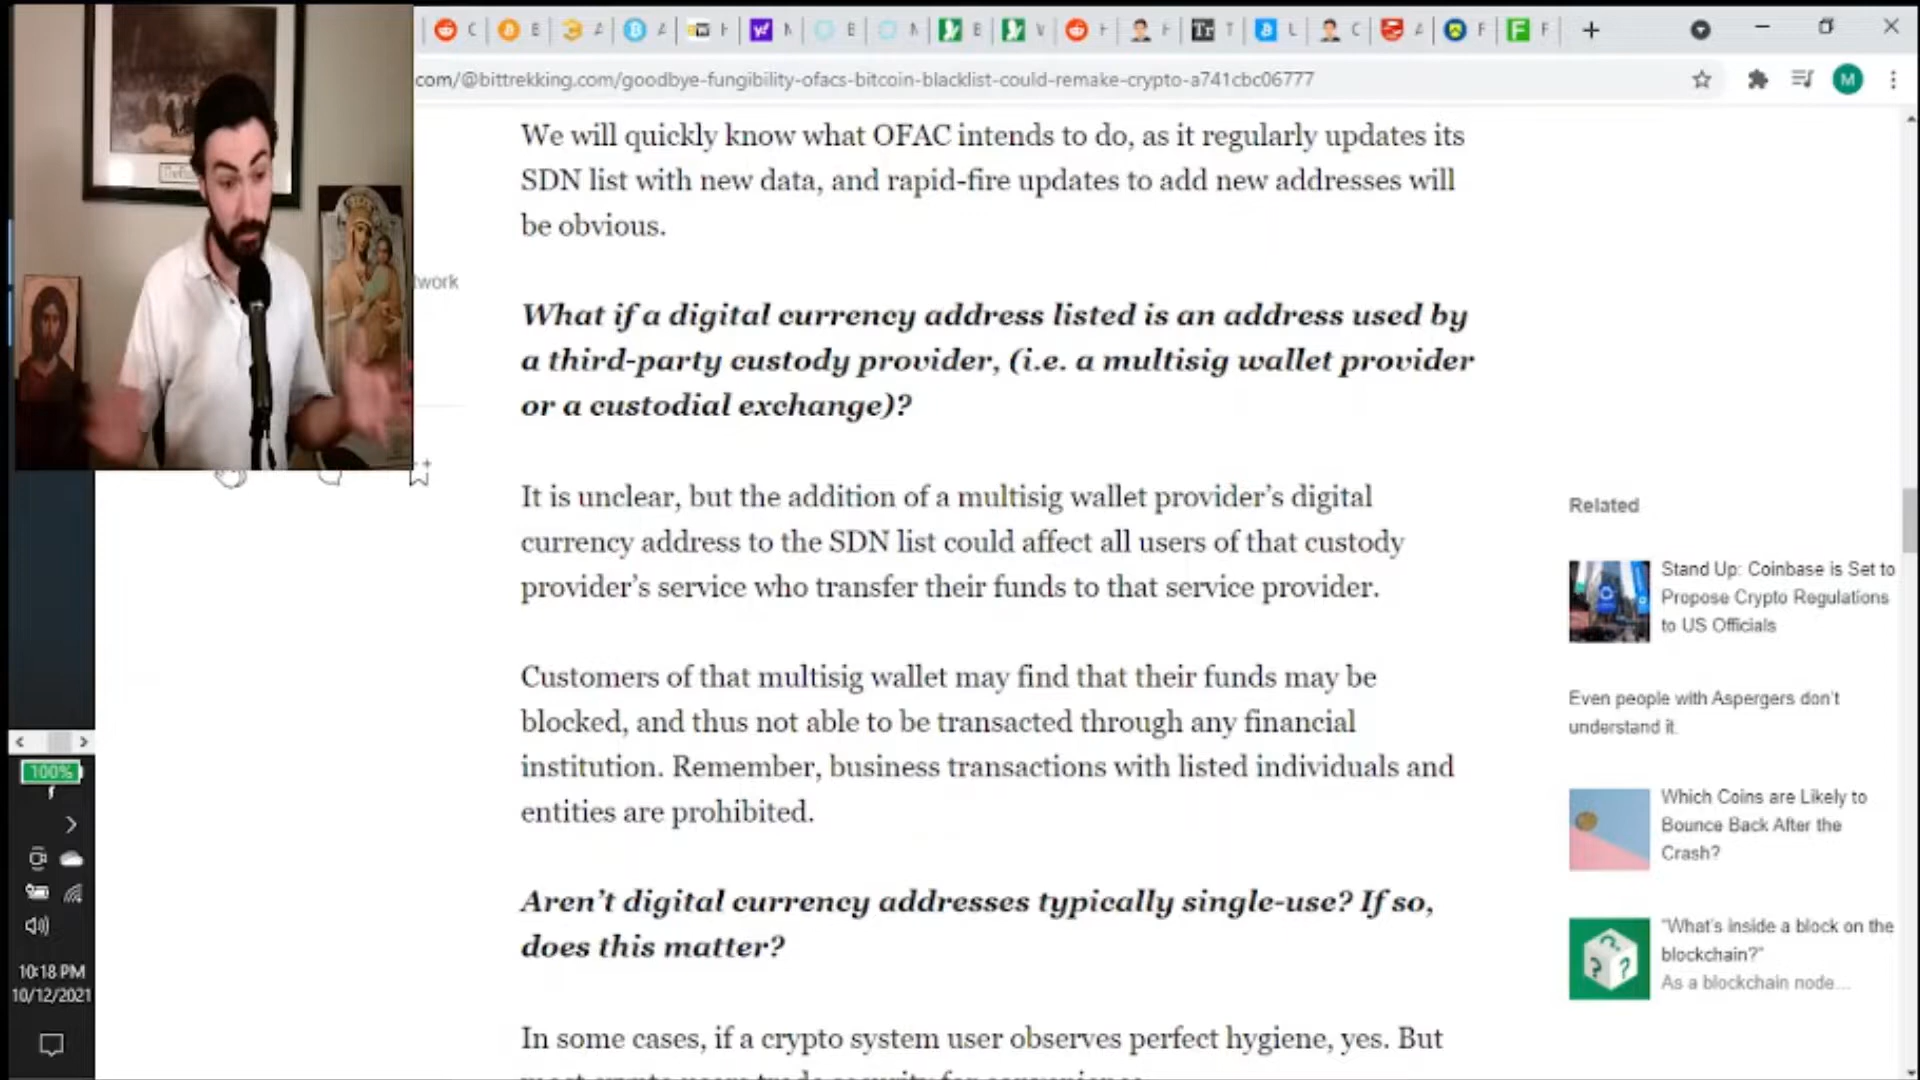 C
B
A
A
H
N
B
N
B
V
H
H
T
L
C
A
F
F
com/@bittrekking.com/goodbye-fungibility-ofacs-bitcoin-blacklist-could-remake-crypto-a741cbc06777
M
We will quickly know what OFAC intends to do, as it regularly updates its
SDN list with new data, and rapid-fire updates to add new addresses will
be obvious.
twork
What if a digital currency address listed is an address used by
a third-party custody provider, (i.e. a multisig wallet provider
or a custodial exchange)?
It is unclear, but the addition of a multisig wallet provider’s digital
currency address to the SDN list could affect all users of that custody
provider’s service who transfer their funds to that service provider.
Customers of that multisig wallet may find that their funds may be
blocked, and thus not able to be transacted through any financial
institution. Remember, business transactions with listed individuals and
entities are prohibited.
Aren’t digital currency addresses typically single-use? If so,
does this matter?
In some cases, if a crypto system user observes perfect hygiene, yes. But
Related
Stand Up: Coinbase is Set to
Propose Crypto Regulations
to US Officials
Even people with Aspergers don’t
understand it.
Which Coins are Likely to
Bounce Back After the
Crash?
“What’s inside a block on the
blockchain?”
As a blockchain node...
100%
10:18 PM
10/12/2021